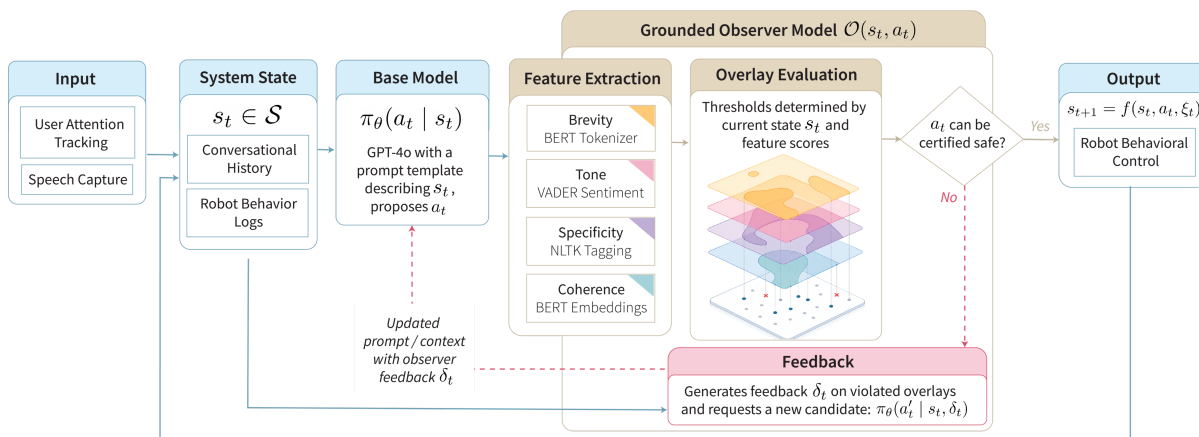 Grounded Observer Model 𝒪(s_t, a_t)
Input
User Attention
Tracking
Speech Capture
System State
s_t ∈ 𝒮
Conversational
History
Robot Behavior
Logs
Base Model
π_θ(a_t | s_t)
GPT-4o with a
prompt template
describing s_t,
proposes a_t
Feature Extraction
Brevity
BERT Tokenizer
Tone
VADER Sentiment
Specificity
NLTK Tagging
Coherence
BERT Embeddings
Overlay Evaluation
Thresholds determined by
current state s_t and
feature scores
a_t can be
certified safe?
Yes
No
Output
s_{t+1} = f(s_t, a_t, ξ_t)
Robot Behavioral
Control
Updated
prompt / context
with observer
feedback δ_t
Feedback
Generates feedback δ_t on violated overlays
and requests a new candidate: π_θ(a′_t | s_t, δ_t)